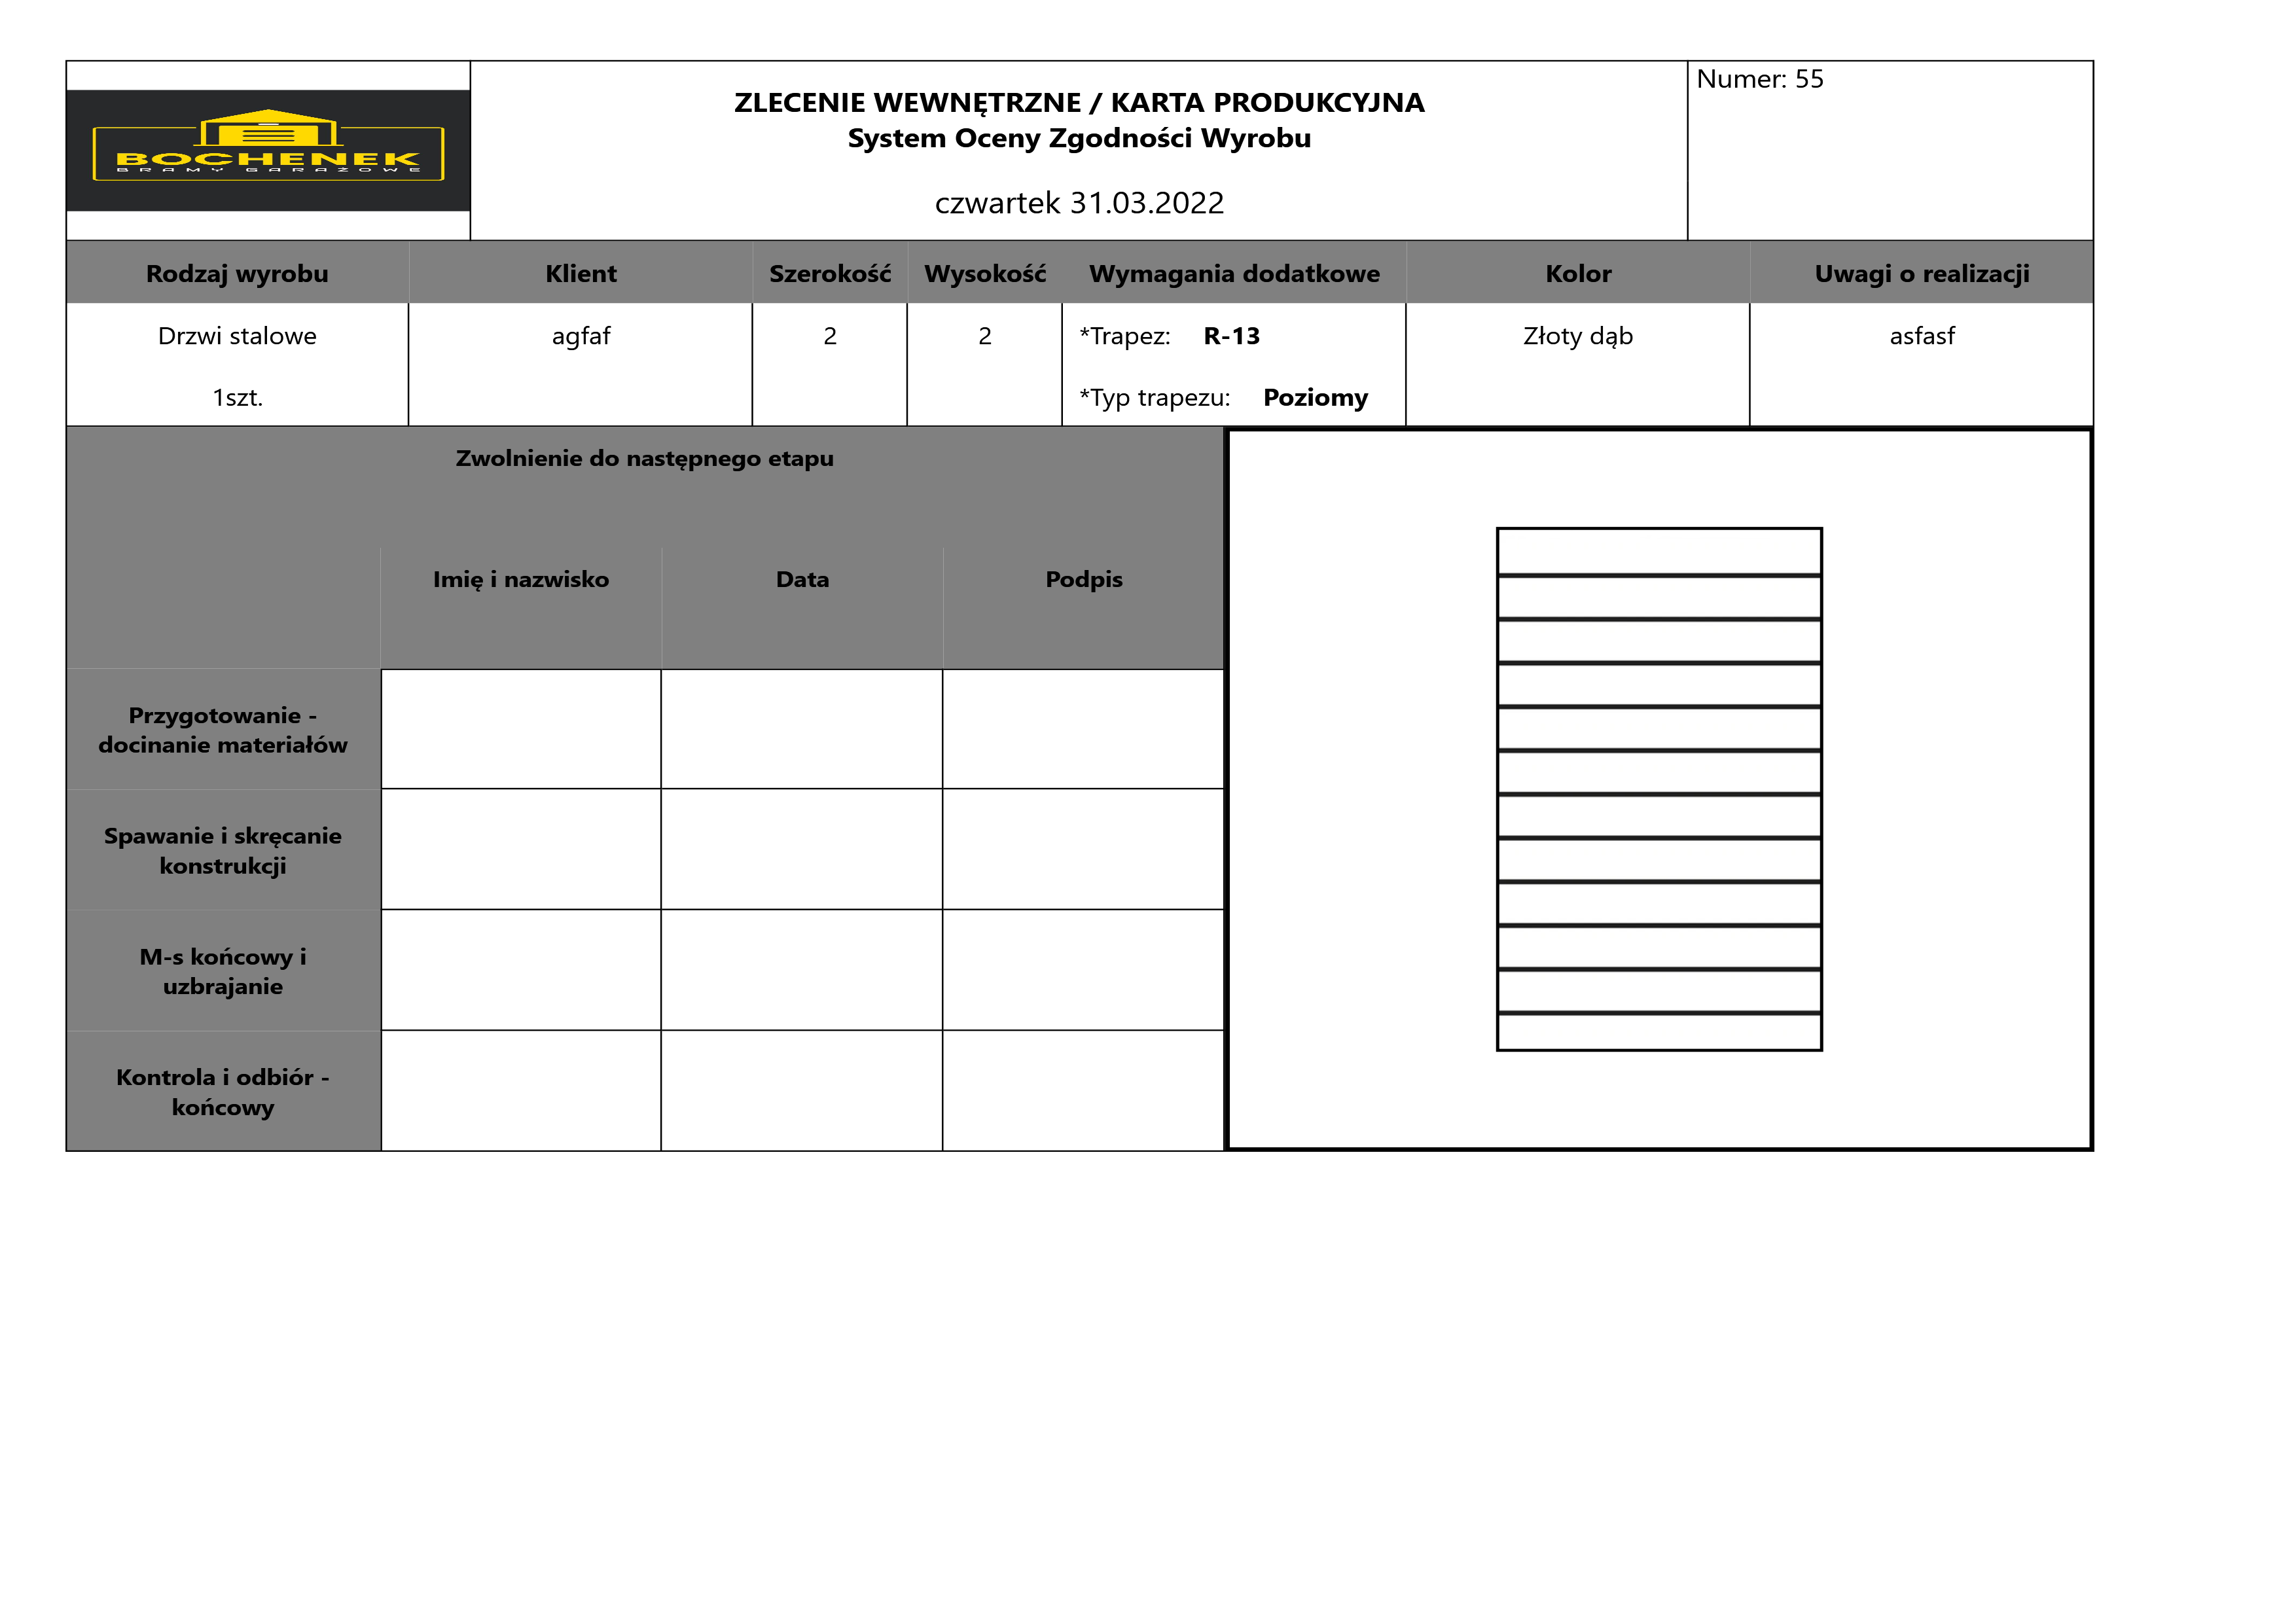 BOCHENEK
BRAMY GARAŻOWE
ZLECENIE WEWNĘTRZNE / KARTA PRODUKCYJNA
System Oceny Zgodności Wyrobu
czwartek 31.03.2022
Numer: 55
Rodzaj wyrobu Klient Szerokość Wysokość Wymagania dodatkowe Kolor Uwagi o realizacji
Drzwi stalowe agfaf 2 2 *Trapez: R-13 Złoty dąb asfasf
1szt. *Typ trapezu: Poziomy
Zwolnienie do następnego etapu
Imię i nazwisko Data Podpis
Przygotowanie -
docinanie materiałów
Spawanie i skręcanie
konstrukcji
M-s końcowy i
uzbrajanie
Kontrola i odbiór -
końcowy